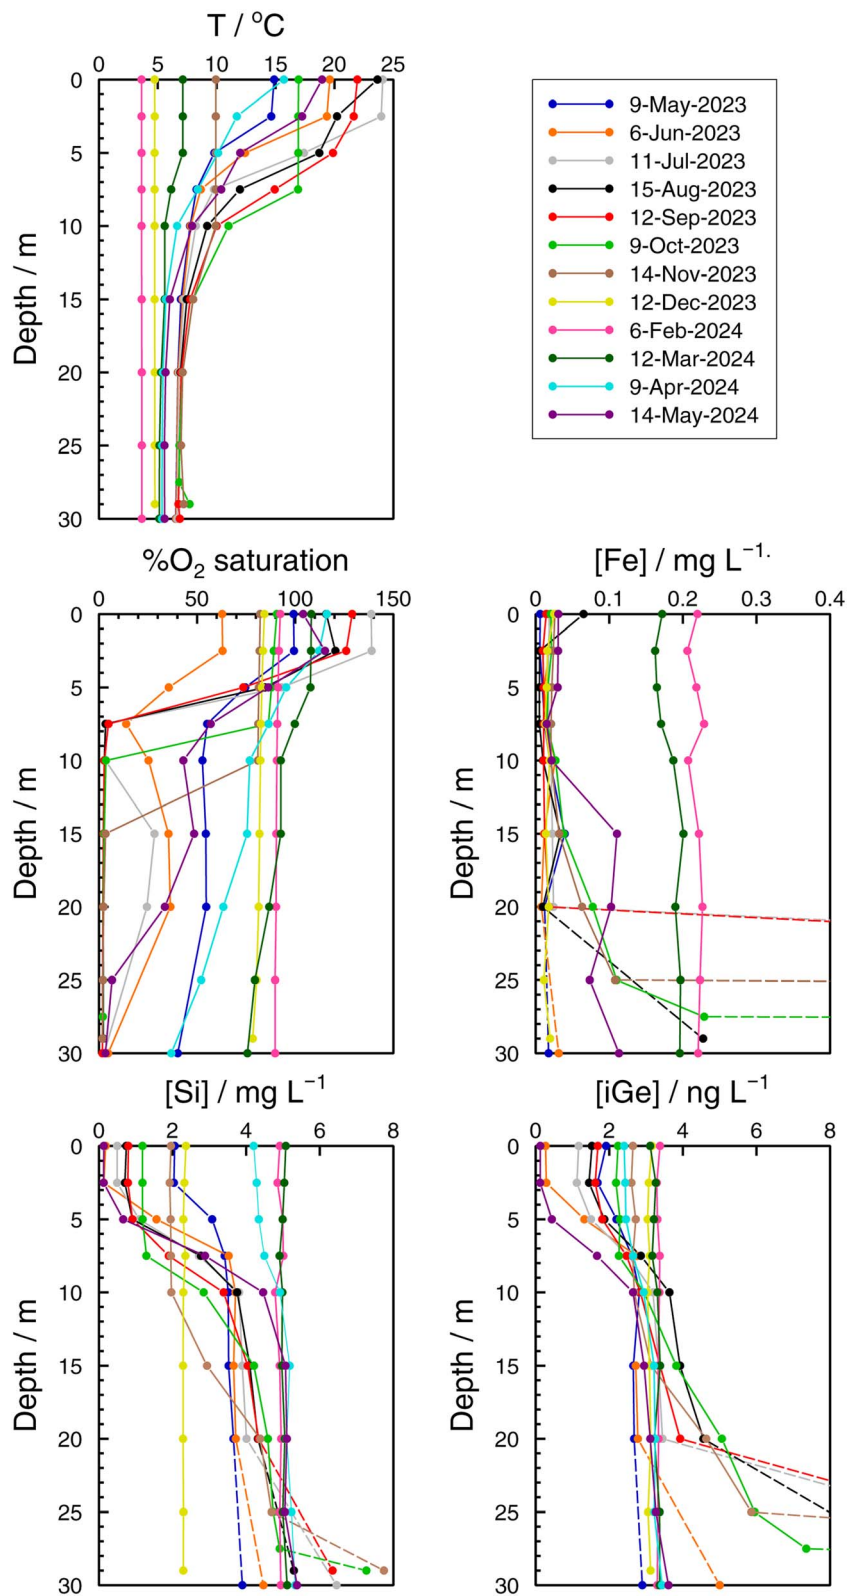 T / °C
0 5 10 15 20 25
0
5
10
15
20
25
30
Depth / m
9-May-2023
6-Jun-2023
11-Jul-2023
15-Aug-2023
12-Sep-2023
9-Oct-2023
14-Nov-2023
12-Dec-2023
6-Feb-2024
12-Mar-2024
9-Apr-2024
14-May-2024
%O₂ saturation
0 50 100 150
0
5
10
15
20
25
30
Depth / m
[Fe] / mg L⁻¹·
0 0.1 0.2 0.3 0.4
0
5
10
15
20
25
30
Depth / m
[Si] / mg L⁻¹
0 2 4 6 8
0
5
10
15
20
25
30
Depth / m
[iGe] / ng L⁻¹
0 2 4 6 8
0
5
10
15
20
25
30
Depth / m